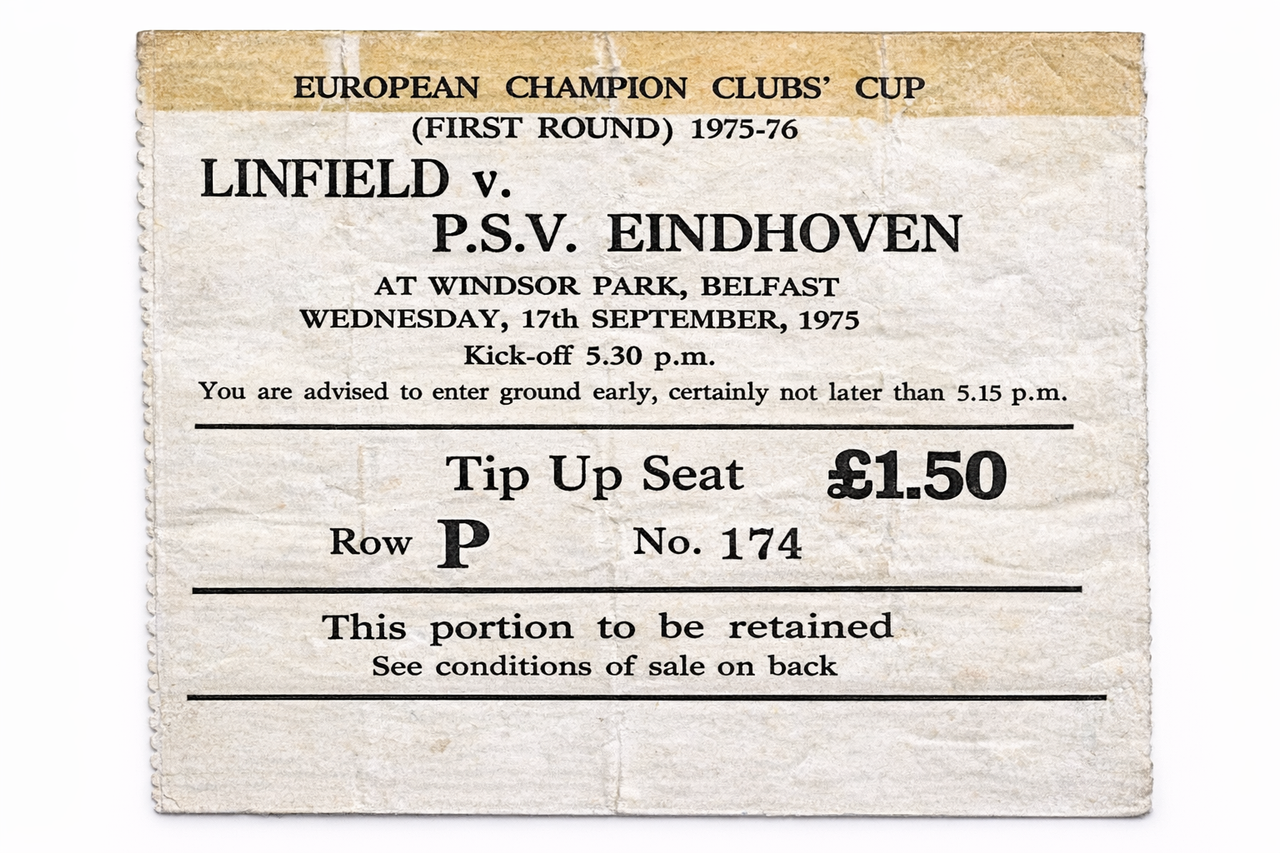 EUROPEAN CHAMPION CLUBS' CUP
(FIRST ROUND) 1975-76
LINFIELD v.
P.S.V. EINDHOVEN
AT WINDSOR PARK, BELFAST
WEDNESDAY, 17th SEPTEMBER, 1975
Kick-off 5.30 p.m.
You are advised to enter ground early, certainly not later than 5.15 p.m.
Tip Up Seat £1.50
Row P No. 174
This portion to be retained
See conditions of sale on back